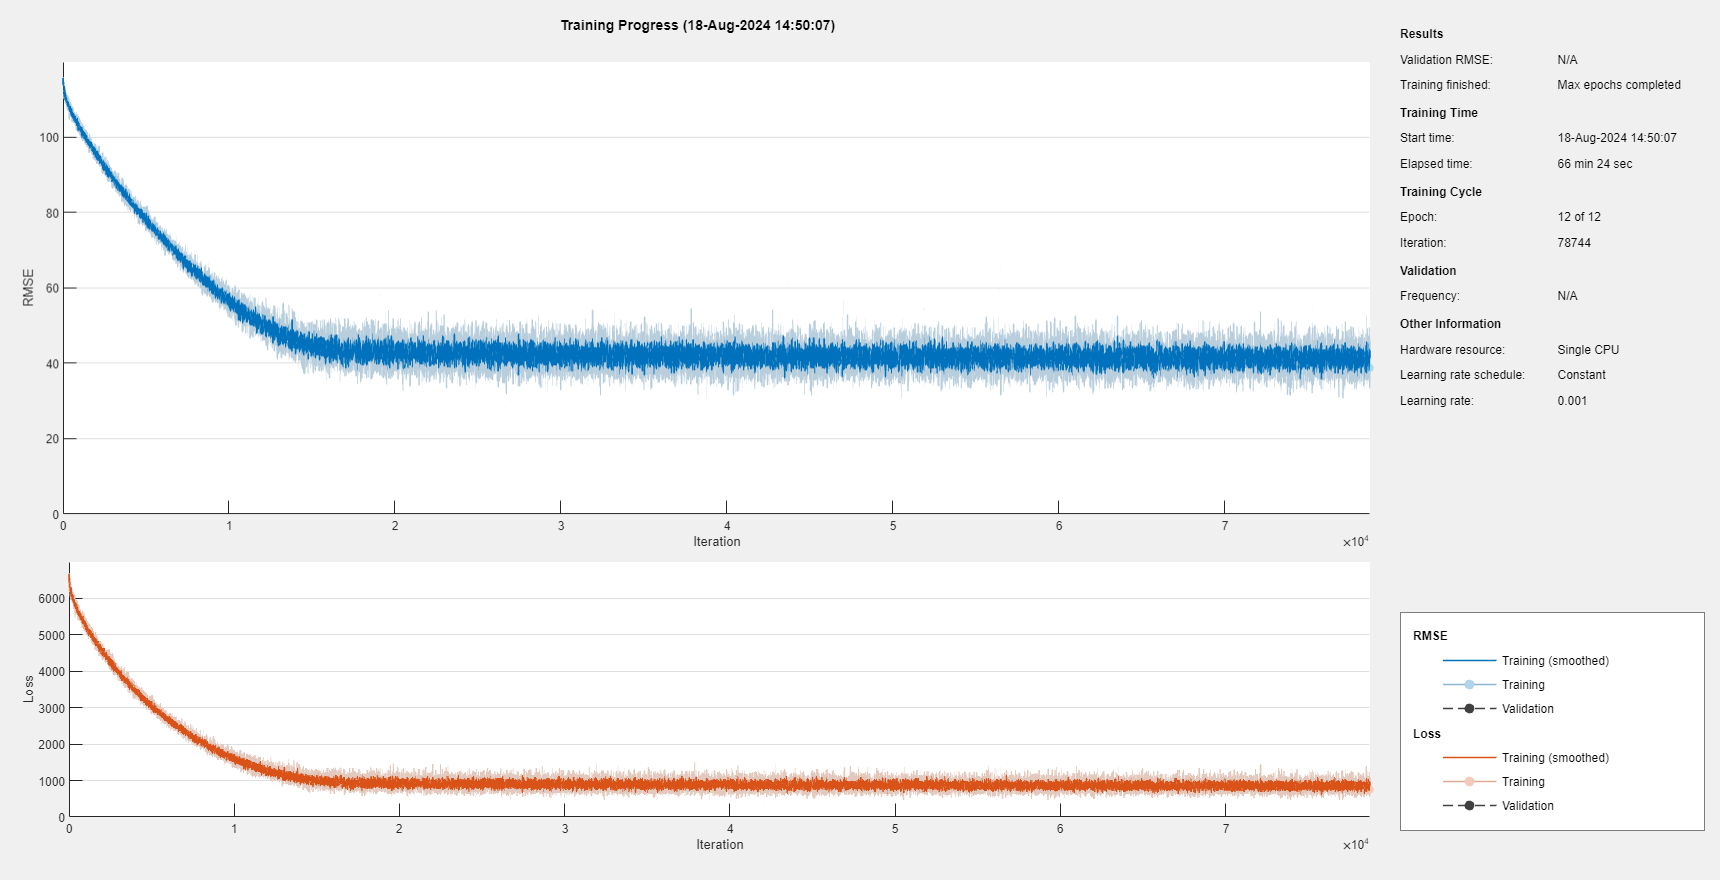 Training Progress (18-Aug-2024 14:50:07)
RMSE
100
80
60
40
20
0
0 1 2 3 4 5 6 7
Iteration
×10⁴
Loss
6000
5000
4000
3000
2000
1000
0
0 1 2 3 4 5 6 7
Iteration
×10⁴
Results
Validation RMSE: N/A
Training finished: Max epochs completed
Training Time
Start time: 18-Aug-2024 14:50:07
Elapsed time: 66 min 24 sec
Training Cycle
Epoch: 12 of 12
Iteration: 78744
Validation
Frequency: N/A
Other Information
Hardware resource: Single CPU
Learning rate schedule: Constant
Learning rate: 0.001
RMSE
Training (smoothed)
Training
Validation
Loss
Training (smoothed)
Training
Validation